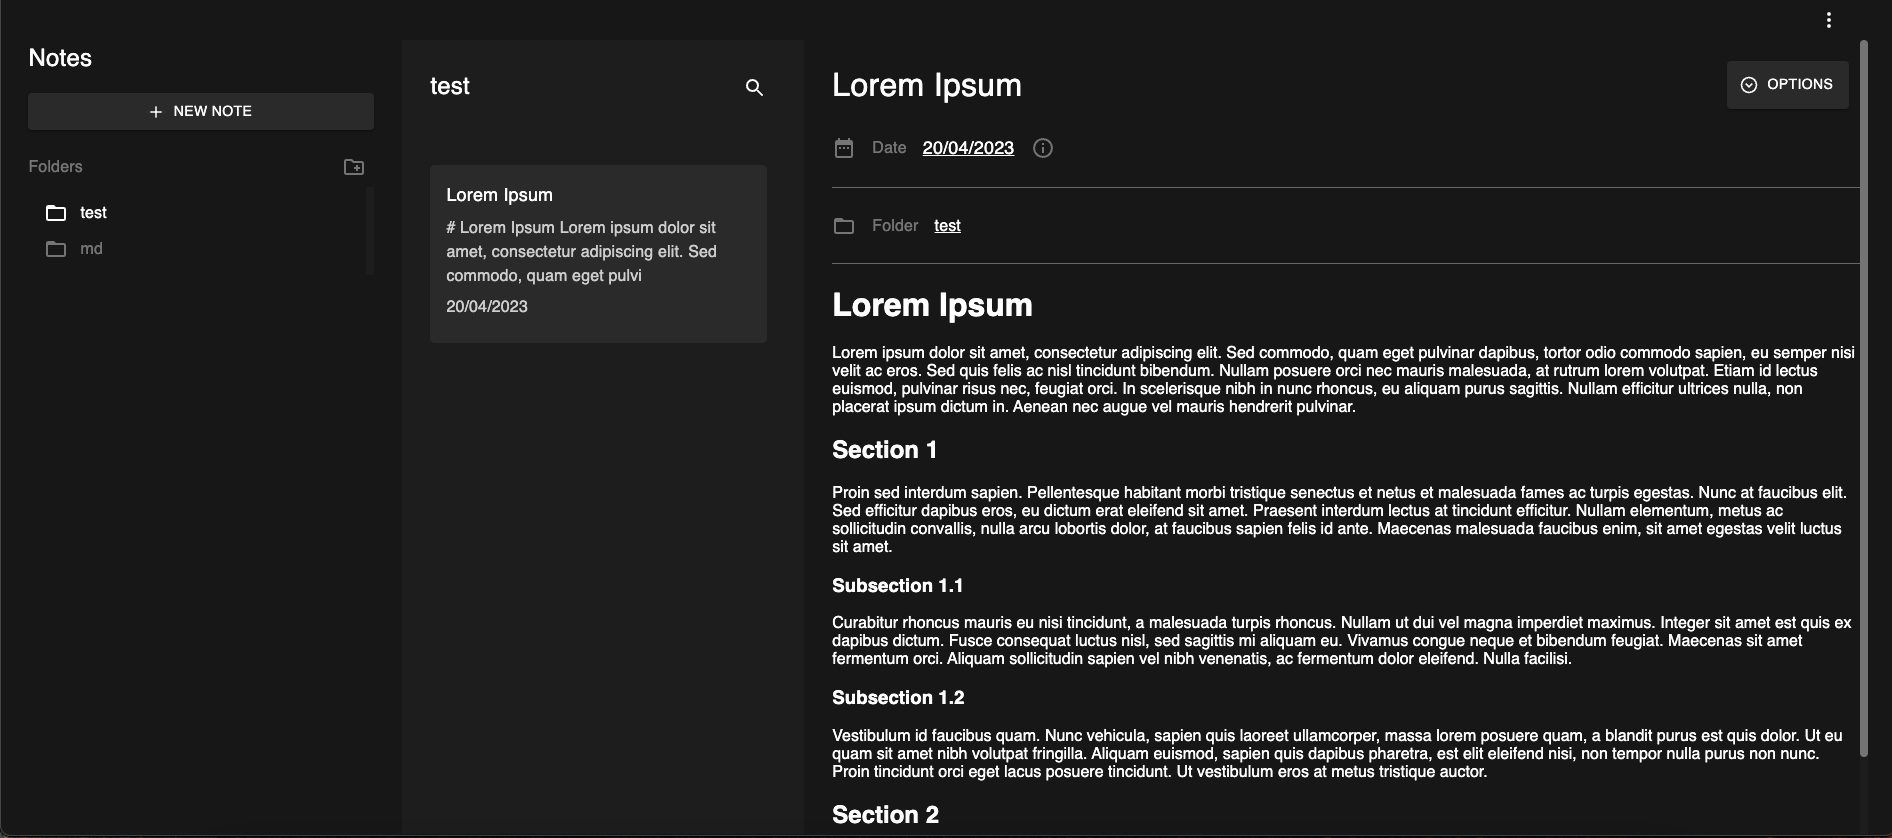 Notes
NEW NOTE
Folders
test
md
test
Lorem Ipsum
# Lorem Ipsum Lorem ipsum dolor sit
amet, consectetur adipiscing elit. Sed
commodo, quam eget pulvi
20/04/2023
Lorem Ipsum
OPTIONS
Date 20/04/2023
Folder test
Lorem Ipsum
Lorem ipsum dolor sit amet, consectetur adipiscing elit. Sed commodo, quam eget pulvinar dapibus, tortor odio commodo sapien, eu semper nisi
velit ac eros. Sed quis felis ac nisl tincidunt bibendum. Nullam posuere orci nec mauris malesuada, at rutrum lorem volutpat. Etiam id lectus
euismod, pulvinar risus nec, feugiat orci. In scelerisque nibh in nunc rhoncus, eu aliquam purus sagittis. Nullam efficitur ultrices nulla, non
placerat ipsum dictum in. Aenean nec augue vel mauris hendrerit pulvinar.
Section 1
Proin sed interdum sapien. Pellentesque habitant morbi tristique senectus et netus et malesuada fames ac turpis egestas. Nunc at faucibus elit.
Sed efficitur dapibus eros, eu dictum erat eleifend sit amet. Praesent interdum lectus at tincidunt efficitur. Nullam elementum, metus ac
sollicitudin convallis, nulla arcu lobortis dolor, at faucibus sapien felis id ante. Maecenas malesuada faucibus enim, sit amet egestas velit luctus
sit amet.
Subsection 1.1
Curabitur rhoncus mauris eu nisi tincidunt, a malesuada turpis rhoncus. Nullam ut dui vel magna imperdiet maximus. Integer sit amet est quis ex
dapibus dictum. Fusce consequat luctus nisl, sed sagittis mi aliquam eu. Vivamus congue neque et bibendum feugiat. Maecenas sit amet
fermentum orci. Aliquam sollicitudin sapien vel nibh venenatis, ac fermentum dolor eleifend. Nulla facilisi.
Subsection 1.2
Vestibulum id faucibus quam. Nunc vehicula, sapien quis laoreet ullamcorper, massa lorem posuere quam, a blandit purus est quis dolor. Ut eu
quam sit amet nibh volutpat fringilla. Aliquam euismod, sapien quis dapibus pharetra, est elit eleifend nisi, non tempor nulla purus non nunc.
Proin tincidunt orci eget lacus posuere tincidunt. Ut vestibulum eros at metus tristique auctor.
Section 2